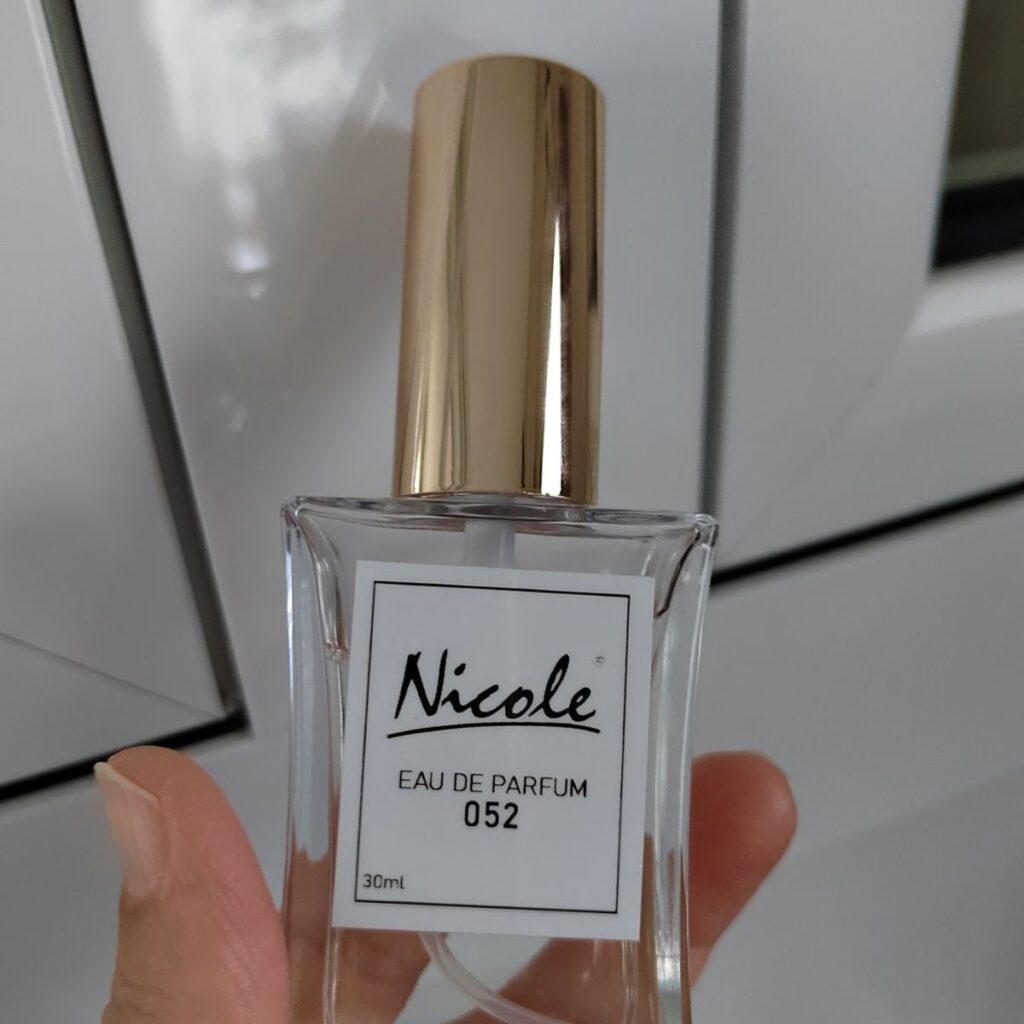 Nicole®
EAU DE PARFUM
052
30ml